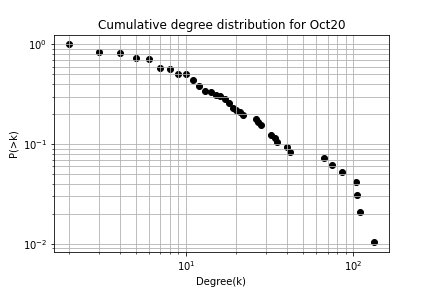 Cumulative degree distribution for Oct20
10⁰
10⁻¹
10⁻²
P(>k)
10¹
10²
Degree(k)